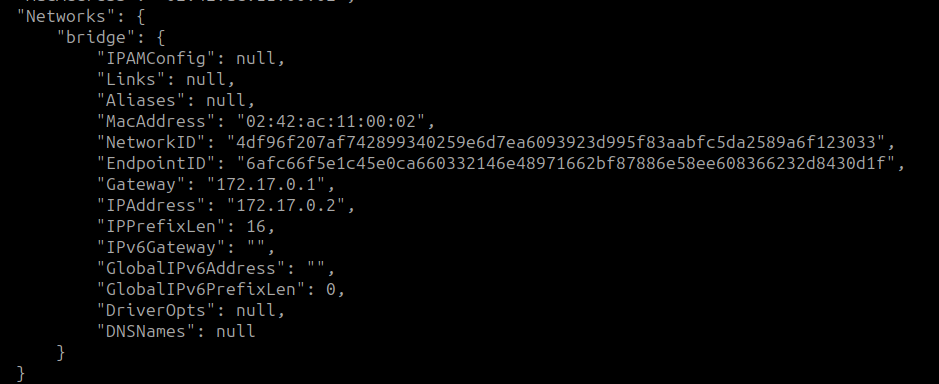 "Networks": {
"bridge": {
"IPAMConfig": null,
"Links": null,
"Aliases": null,
"MacAddress": "02:42:ac:11:00:02",
"NetworkID": "4df96f207af742899340259e6d7ea6093923d995f83aabfc5da2589a6f123033",
"EndpointID": "6afc66f5e1c45e0ca660332146e48971662bf87886e58ee608366232d8430d1f",
"Gateway": "172.17.0.1",
"IPAddress": "172.17.0.2",
"IPPrefixLen": 16,
"IPv6Gateway": "",
"GlobalIPv6Address": "",
"GlobalIPv6PrefixLen": 0,
"DriverOpts": null,
"DNSNames": null
}
}